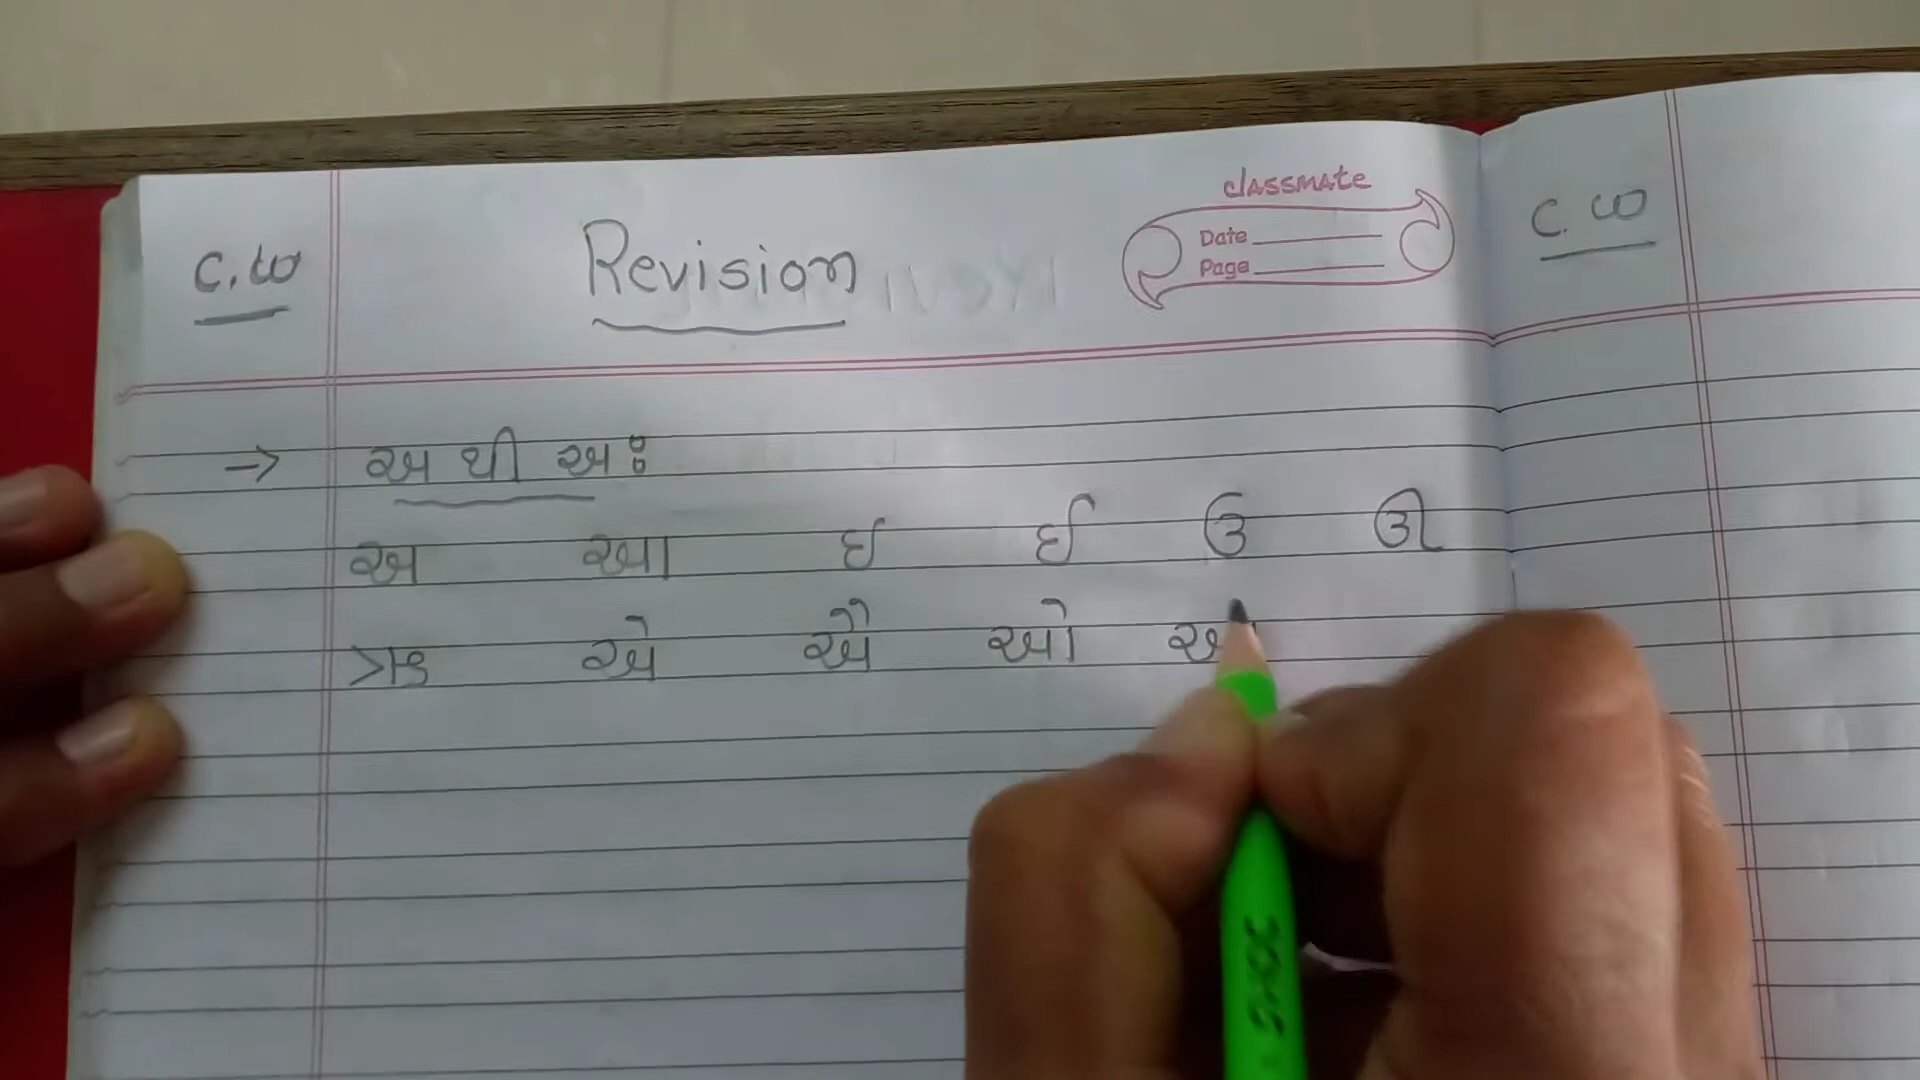 classmate
C.W Revision Date Page C.W
→ અ થી અઃ
અ આ ઇ ઈ ઉ ઊ
ઋ એ ઐ ઓ